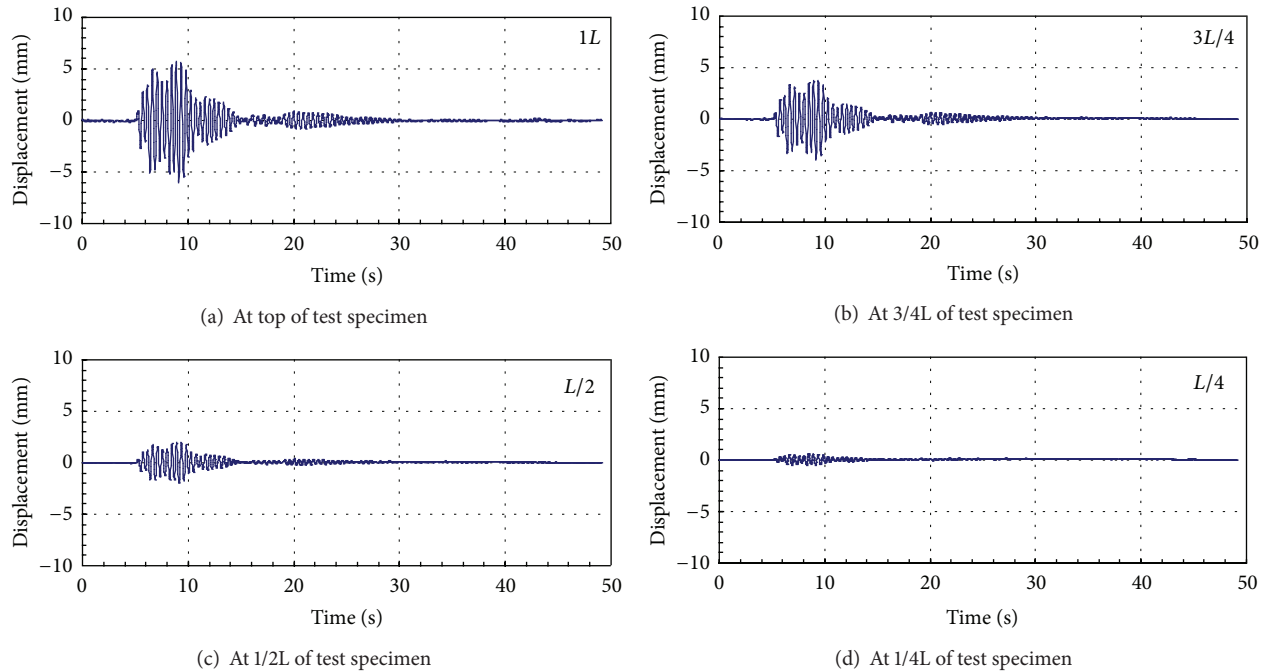 10
5
0
−5
−10
Displacement (mm)
1L
0 10 20 30 40 50
Time (s)
(a) At top of test specimen
10
5
0
−5
−10
Displacement (mm)
3L/4
0 10 20 30 40 50
Time (s)
(b) At 3/4L of test specimen
10
5
0
−5
−10
Displacement (mm)
L/2
0 10 20 30 40 50
Time (s)
(c) At 1/2L of test specimen
10
5
0
−5
−10
Displacement (mm)
L/4
0 10 20 30 40 50
Time (s)
(d) At 1/4L of test specimen